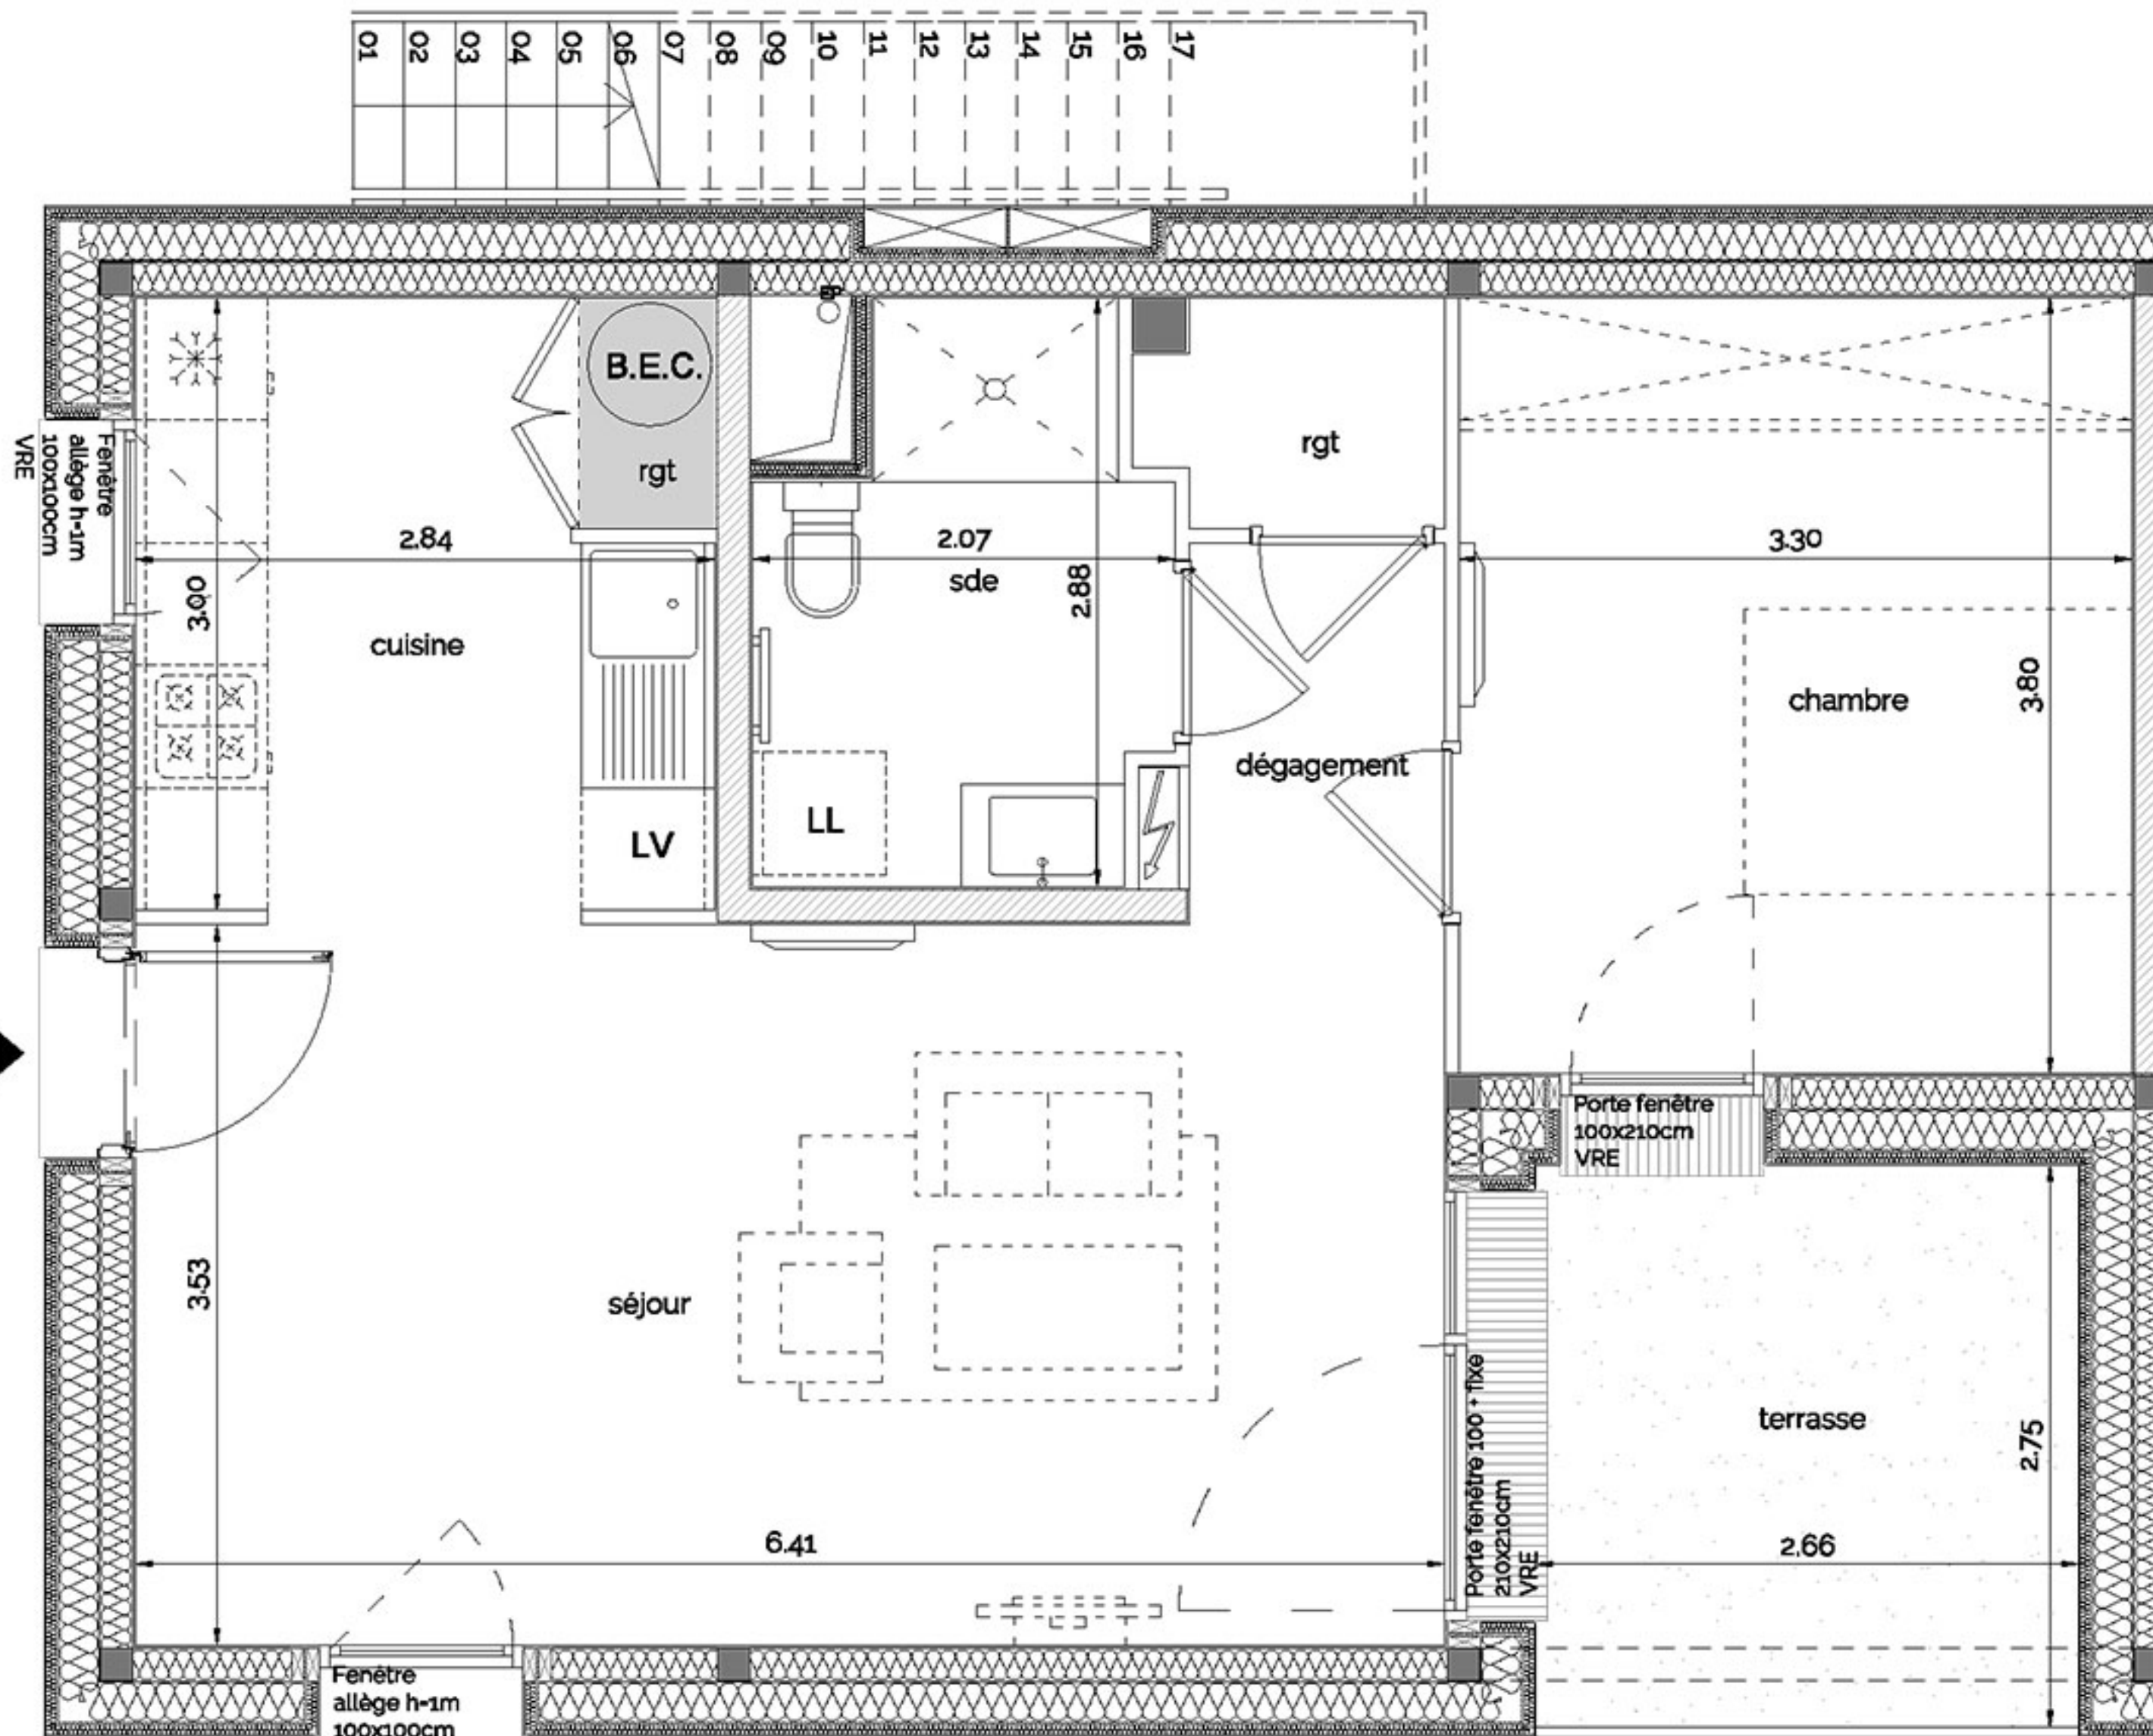 01
02
03
04
05
06
07
08
09
10
11
12
13
14
15
16
17
B.E.C.
rgt
rgt
Fenêtre
allège h=1m
100x100cm
VRE
2.84
2.07
3.30
sde
3.00
2.88
cuisine
3.80
chambre
dégagement
LL
LV
Porte fenêtre
100x210cm
VRE
3.53
séjour
Porte fenêtre 100 + fixe
210x210cm
VRE
terrasse
2.75
6.41
2.66
Fenêtre
allège h=1m
100x100cm